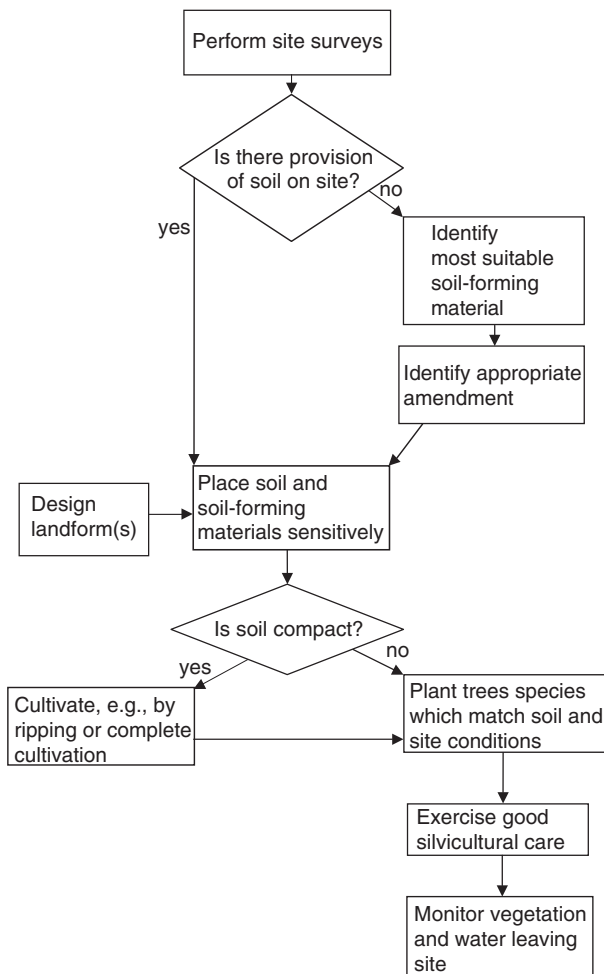 Perform site surveys
Is there provision
of soil on site?
no
yes
Identify
most suitable
soil-forming
material
Identify appropriate
amendment
Design
landform(s)
Place soil and
soil-forming
materials sensitively
Is soil compact?
yes
no
Cultivate, e.g., by
ripping or complete
cultivation
Plant trees species
which match soil and
site conditions
Exercise good
silvicultural care
Monitor vegetation
and water leaving
site